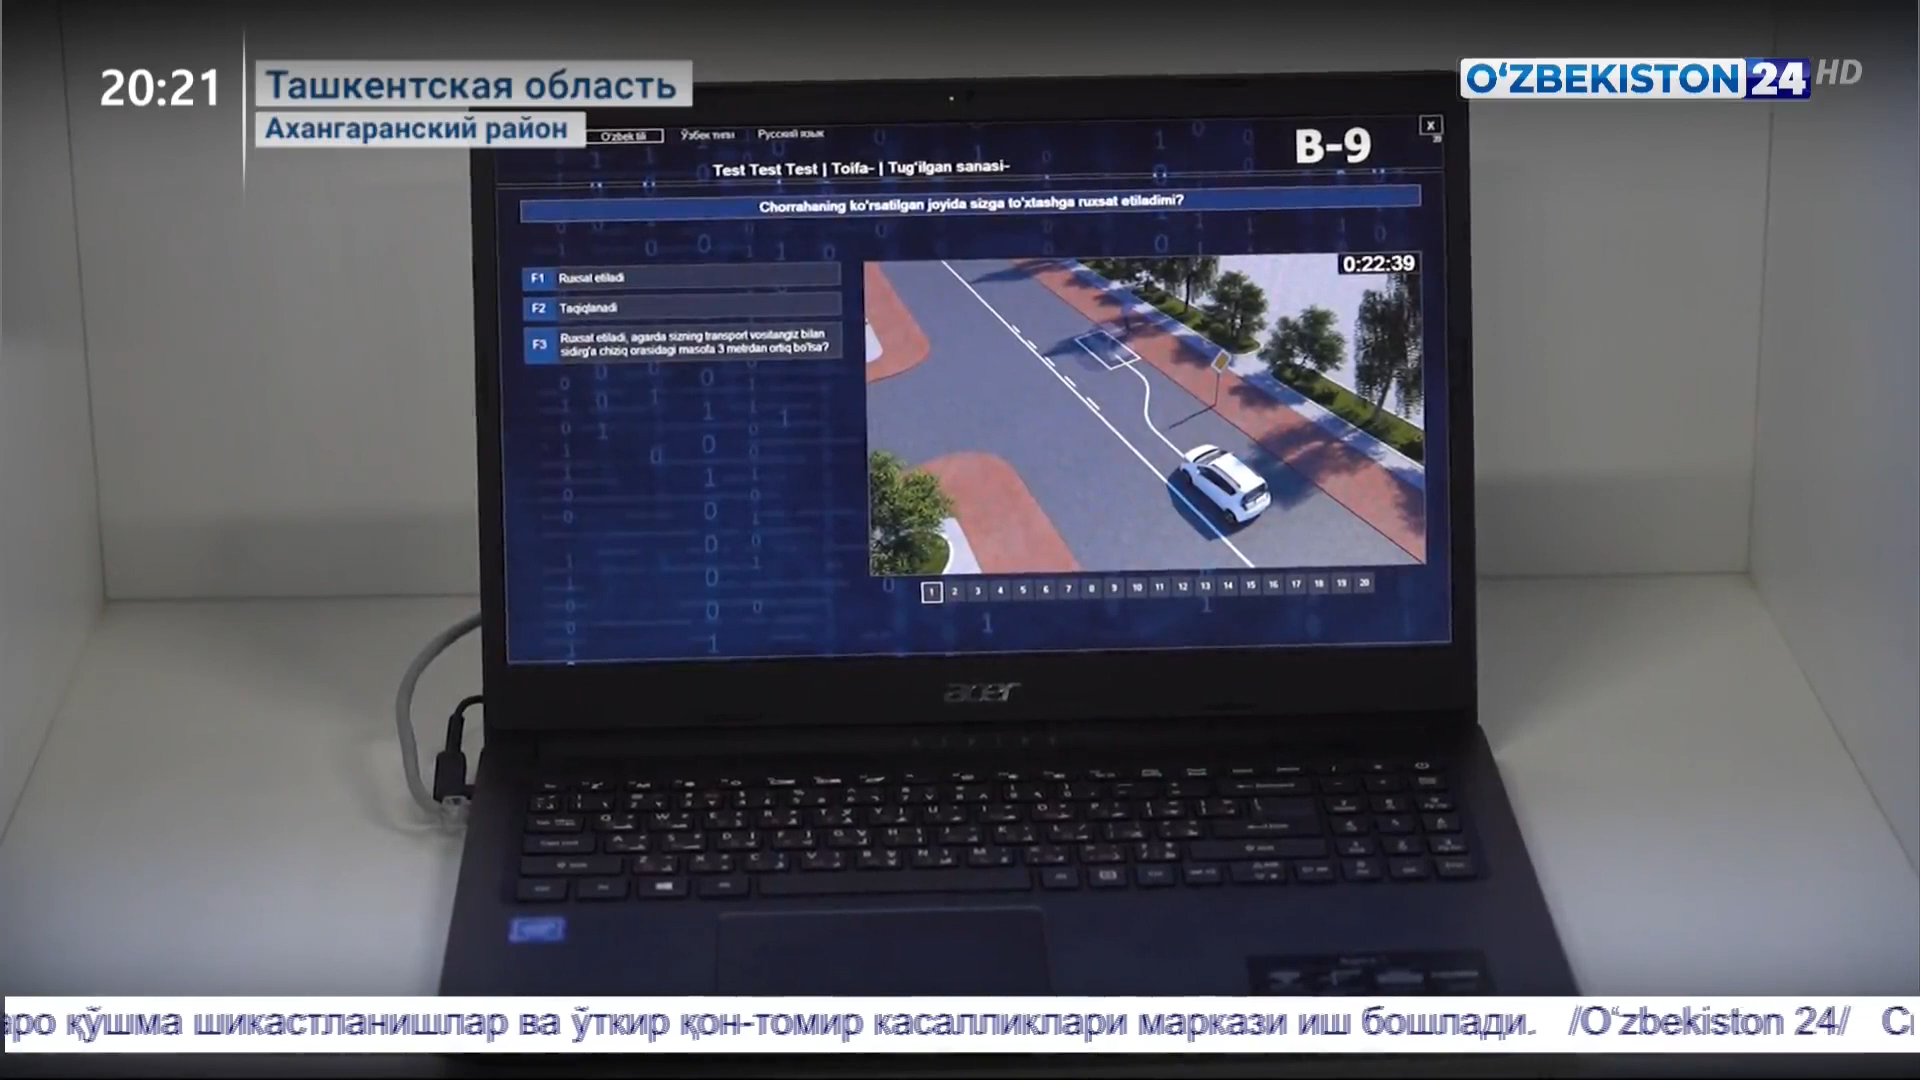 20:21
Ташкентская область
Ахангаранский район
O‘ZBEKISTON 24 HD
O'zbek tili Ўзбек тили Русский язык
B-9
X
Test Test Test | Toifa- | Tug'ilgan sanasi-
Chorrahaning ko'rsatilgan joyida sizga to'xtashga ruxsat etiladimi?
0:22:39
F1 Ruxsat etiladi
F2 Taqiqlanadi
F3 Ruxsat etiladi, agarda sizning transport vositangiz bilan
sidirg'a chiziq orasidagi masofa 3 metrdan ortiq bo'lsa?
1 2 3 4 5 6 7 8 9 10 11 12 13 14 15 16 17 18 19 20
acer
аро қўшма шикастланишлар ва ўткир қон-томир касалликлари маркази иш бошлади. /O‘zbekiston 24/